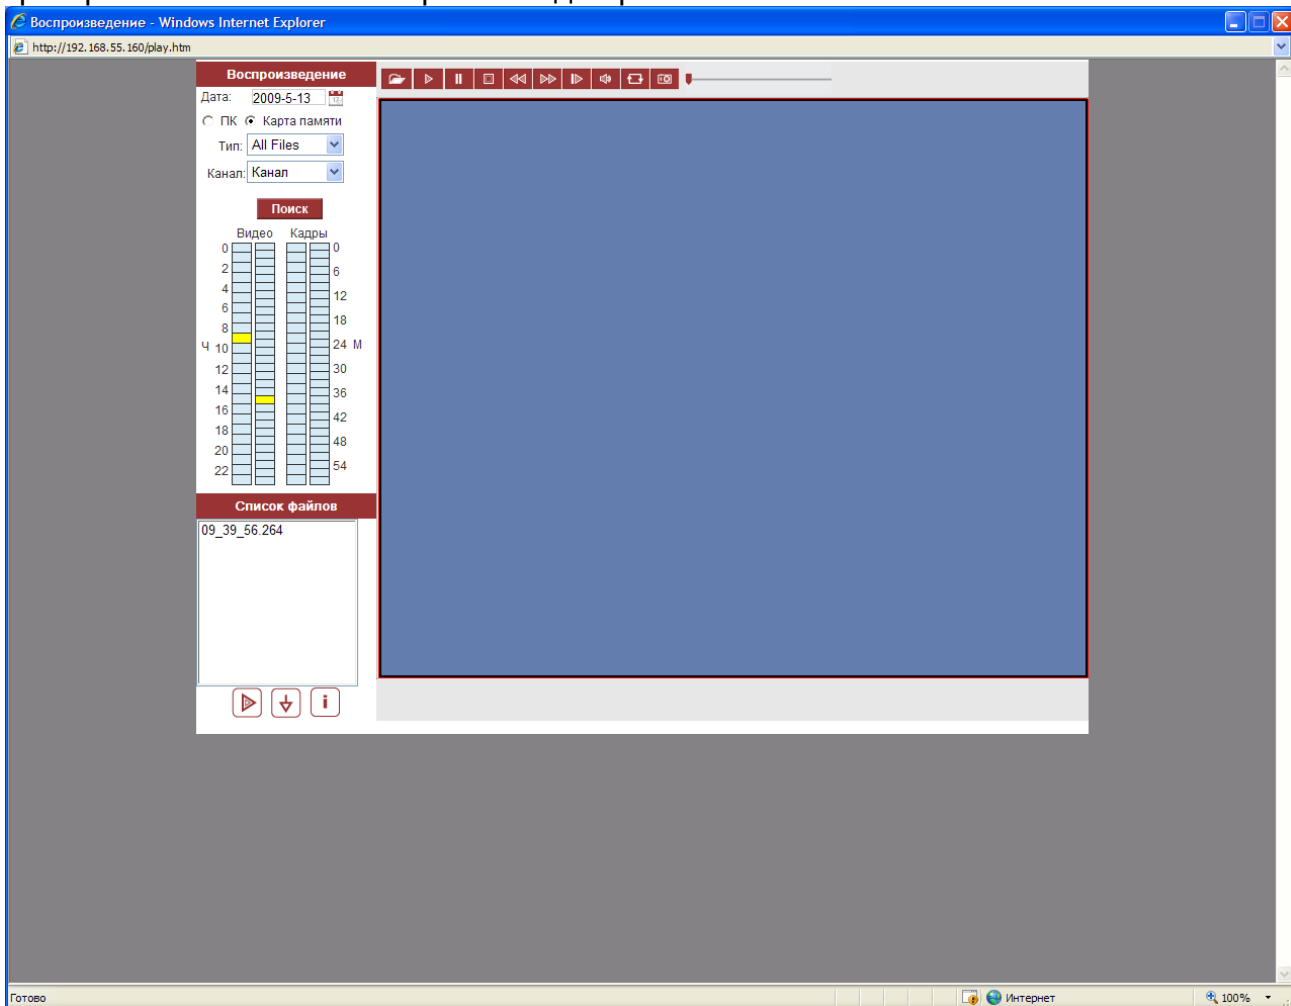 Воспроизведение - Windows Internet Explorer
http://192.168.55.160/play.htm
Воспроизведение
Дата: 2009-5-13
ПК Карта памяти
Тип: All Files
Канал: Канал
Поиск
Видео Кадры
0 0
2 6
4 12
6 18
8
Ч 10 24 М
12 30
14 36
16 42
18 48
20 54
22
Список файлов
09_39_56.264
Готово Интернет 100%